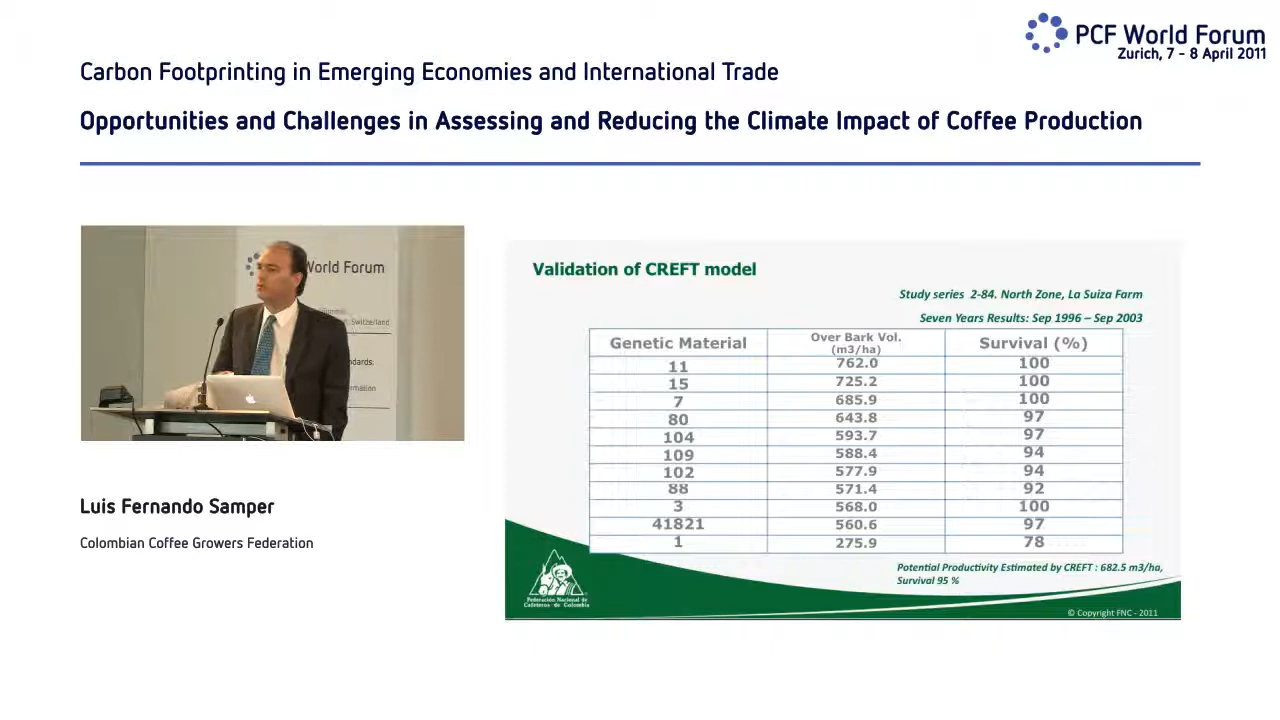 PCF World Forum
Zurich, 7 - 8 April 2011
Carbon Footprinting in Emerging Economies and International Trade
Opportunities and Challenges in Assessing and Reducing the Climate Impact of Coffee Production
World Forum
Switzerland
Luis Fernando Samper
Colombian Coffee Growers Federation
Validation of CREFT model
Study series 2-84. North Zone, La Suiza Farm
Seven Years Results: Sep 1996 – Sep 2003
Genetic Material Over Bark Vol. (m3/ha) Survival (%)
11 762.0 100
15 725.2 100
7 685.9 100
80 643.8 97
104 593.7 97
109 588.4 94
102 577.9 94
88 571.4 92
3 568.0 100
41821 560.6 97
1 275.9 78
Potential Productivity Estimated by CREFT : 682.5 m3/ha,
Survival 95 %
Federación Nacional de
Cafeteros de Colombia
© Copyright FNC - 2011